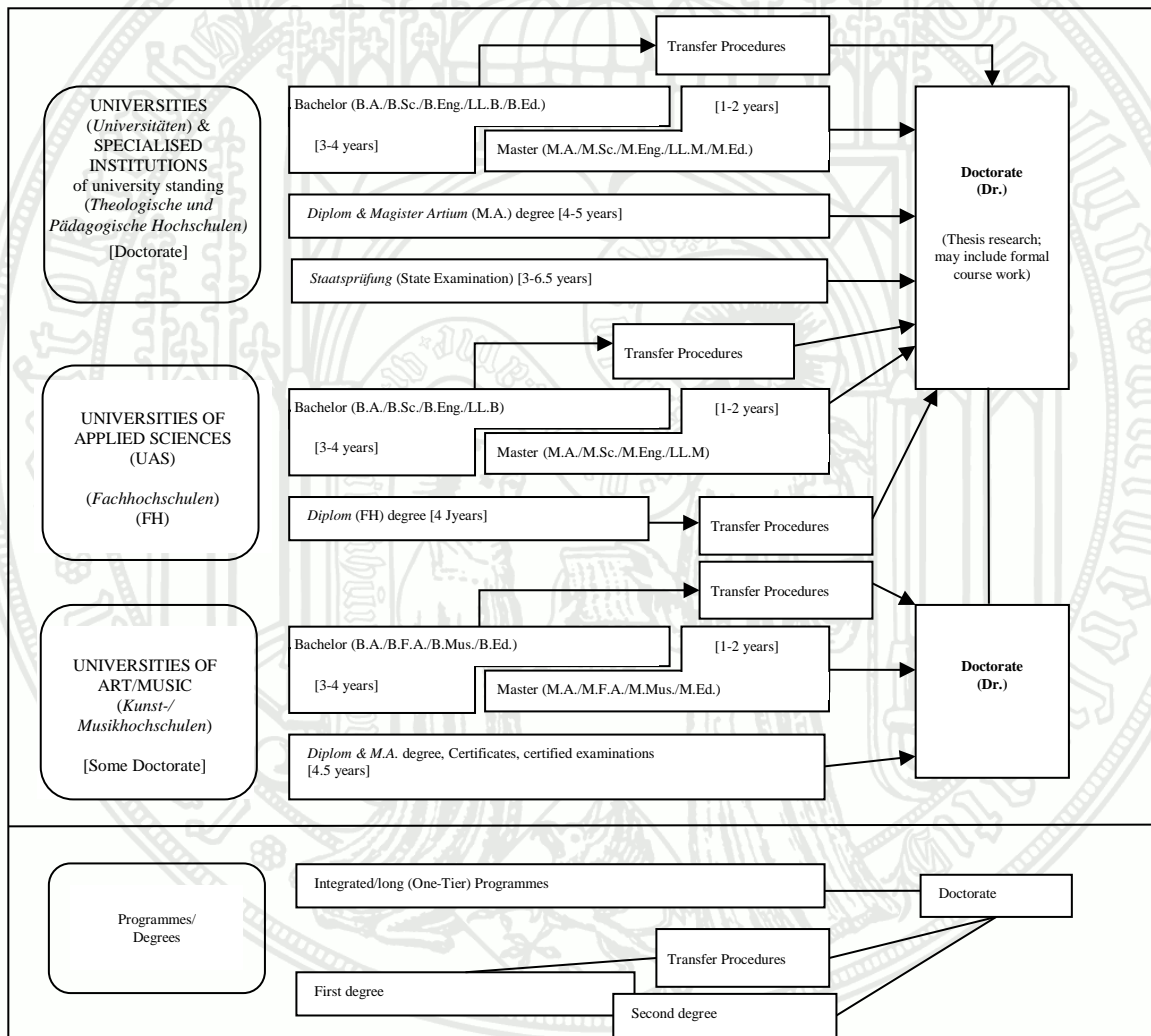 Transfer Procedures
UNIVERSITIES
(Universitäten) &
SPECIALISED
INSTITUTIONS
of university standing
(Theologische und
Pädagogische Hochschulen)
[Doctorate]
Bachelor (B.A./B.Sc./B.Eng./LL.B./B.Ed.)
[3-4 years]
[1-2 years]
Master (M.A./M.Sc./M.Eng./LL.M./M.Ed.)
Diplom & Magister Artium (M.A.) degree [4-5 years]
Staatsprüfung (State Examination) [3-6.5 years]
Doctorate
(Dr.)
(Thesis research;
may include formal
course work)
Transfer Procedures
UNIVERSITIES OF
APPLIED SCIENCES
(UAS)
(Fachhochschulen)
(FH)
Bachelor (B.A./B.Sc./B.Eng./LL.B)
[3-4 years]
[1-2 years]
Master (M.A./M.Sc./M.Eng./LL.M)
Diplom (FH) degree [4 Jyears]
Transfer Procedures
Transfer Procedures
UNIVERSITIES OF
ART/MUSIC
(Kunst-/
Musikhochschulen)
[Some Doctorate]
Bachelor (B.A./B.F.A./B.Mus./B.Ed.)
[3-4 years]
[1-2 years]
Master (M.A./M.F.A./M.Mus./M.Ed.)
Diplom & M.A. degree, Certificates, certified examinations
[4.5 years]
Doctorate
(Dr.)
Programmes/
Degrees
Integrated/long (One-Tier) Programmes
Doctorate
Transfer Procedures
First degree
Second degree